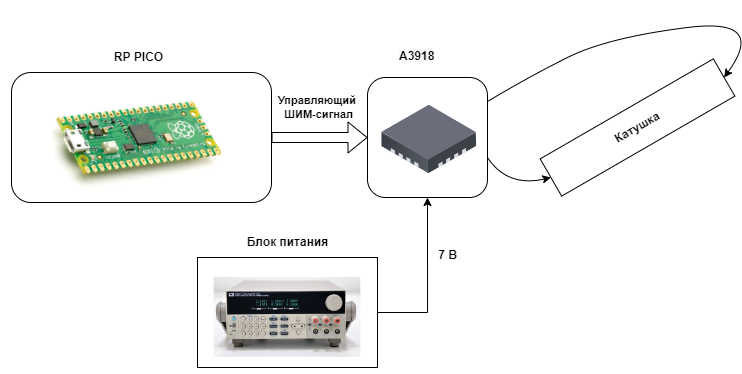 RP PICO
A3918
Управляющий
ШИМ-сигнал
Катушка
Блок питания
7 В